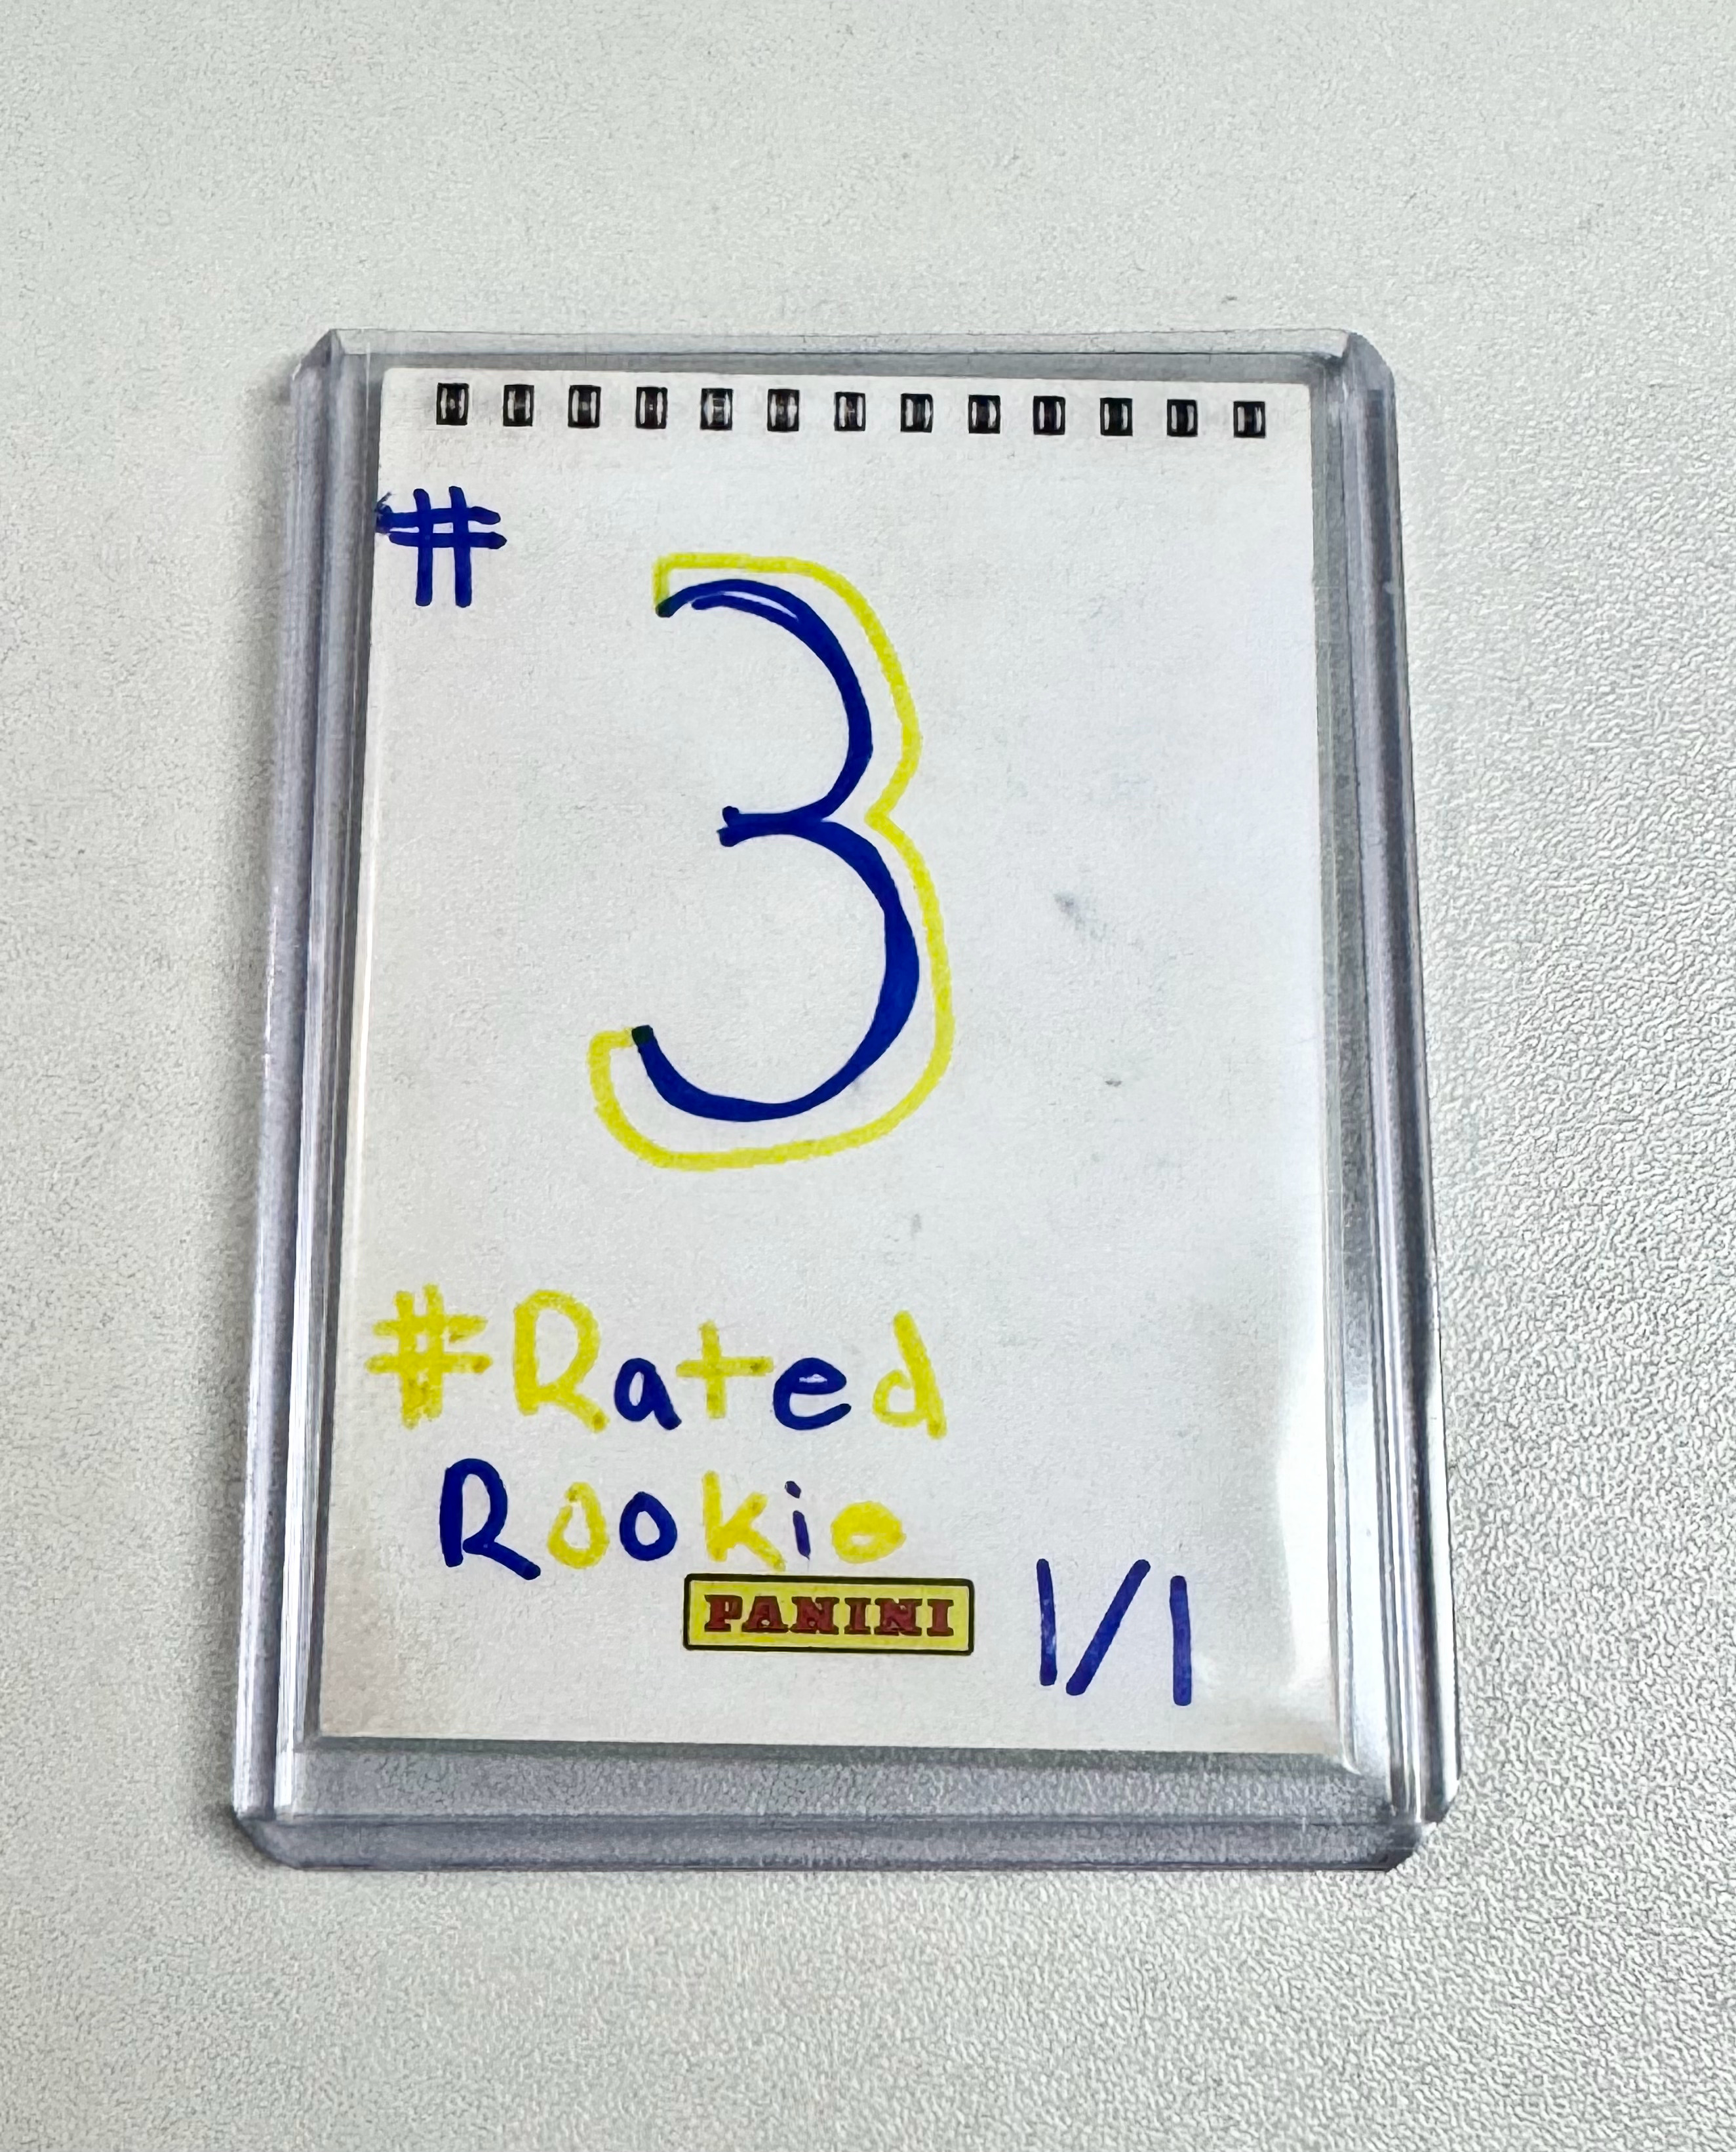 #
3
#Rated
Rookie
PANINI
1/1